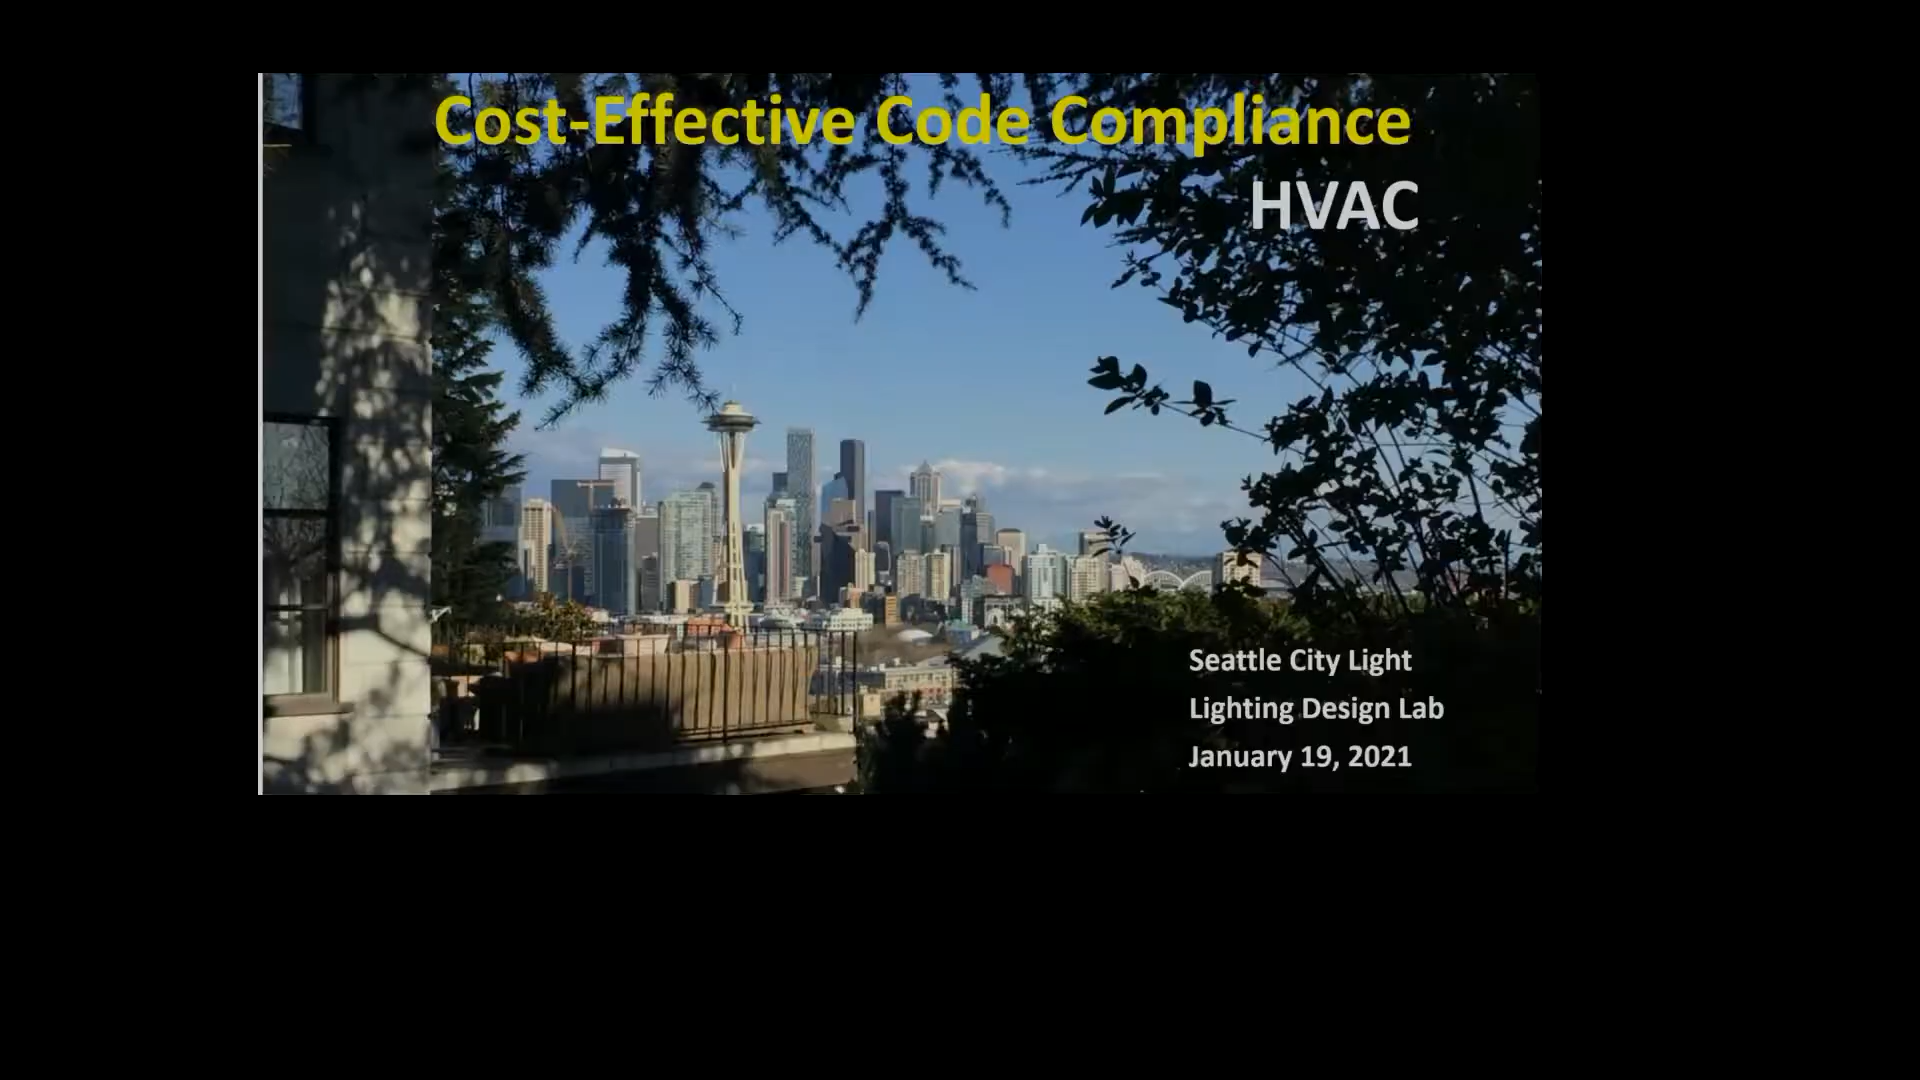 Cost-Effective Code Compliance
HVAC
Seattle City Light
Lighting Design Lab
January 19, 2021